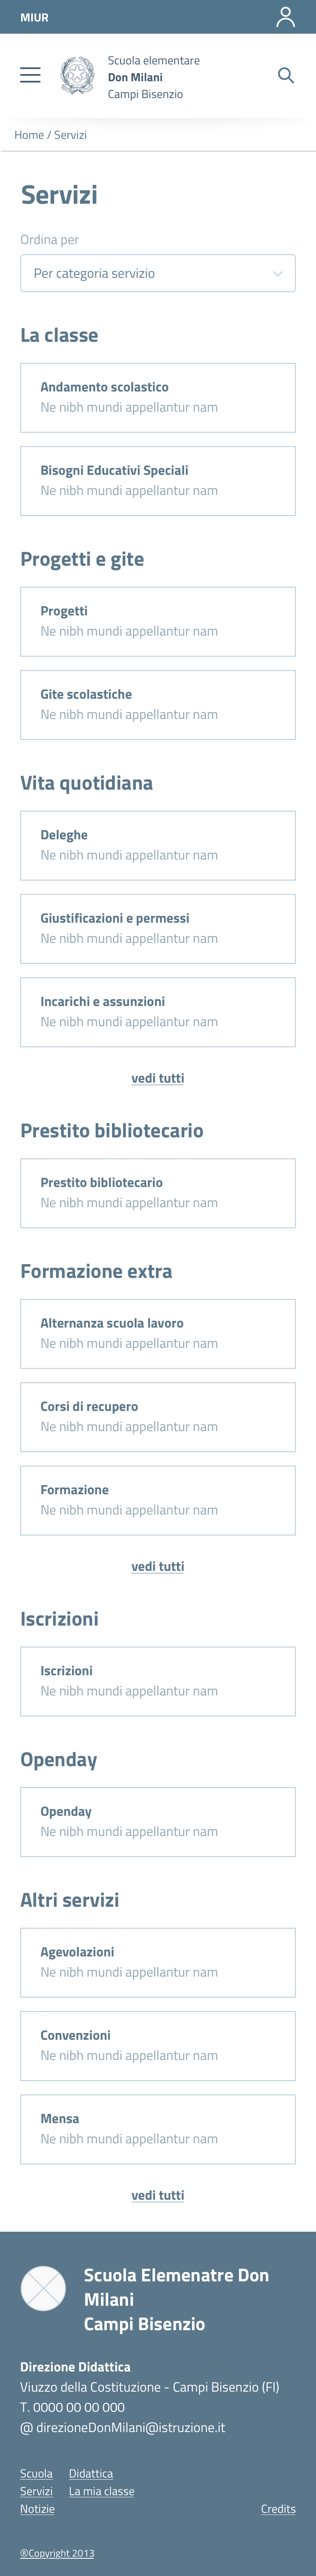 MIUR
Scuola elementare
Don Milani
Campi Bisenzio
Home / Servizi
Servizi
Ordina per
Per categoria servizio
La classe
Andamento scolastico
Ne nibh mundi appellantur nam
Bisogni Educativi Speciali
Ne nibh mundi appellantur nam
Progetti e gite
Progetti
Ne nibh mundi appellantur nam
Gite scolastiche
Ne nibh mundi appellantur nam
Vita quotidiana
Deleghe
Ne nibh mundi appellantur nam
Giustificazioni e permessi
Ne nibh mundi appellantur nam
Incarichi e assunzioni
Ne nibh mundi appellantur nam
vedi tutti
Prestito bibliotecario
Prestito bibliotecario
Ne nibh mundi appellantur nam
Formazione extra
Alternanza scuola lavoro
Ne nibh mundi appellantur nam
Corsi di recupero
Ne nibh mundi appellantur nam
Formazione
Ne nibh mundi appellantur nam
vedi tutti
Iscrizioni
Iscrizioni
Ne nibh mundi appellantur nam
Openday
Openday
Ne nibh mundi appellantur nam
Altri servizi
Agevolazioni
Ne nibh mundi appellantur nam
Convenzioni
Ne nibh mundi appellantur nam
Mensa
Ne nibh mundi appellantur nam
vedi tutti
Scuola Elemenatre Don
Milani
Campi Bisenzio
Direzione Didattica
Viuzzo della Costituzione - Campi Bisenzio (FI)
T. 0000 00 00 000
@ direzioneDonMilani@istruzione.it
Scuola Didattica
Servizi La mia classe
Notizie Credits
®Copyright 2013